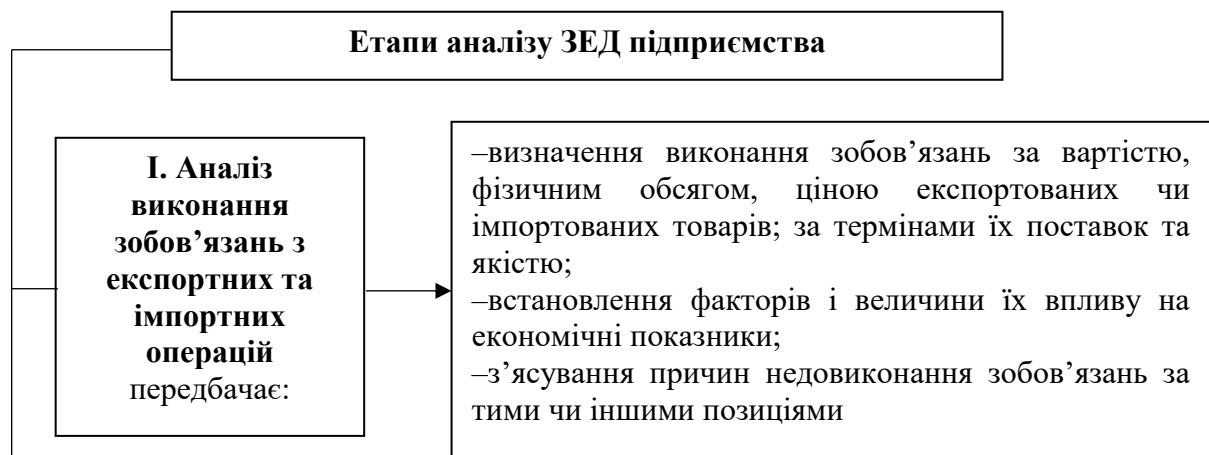 Етапи аналізу ЗЕД підприємства
І. Аналіз
виконання
зобов’язань з
експортних та
імпортних
операцій
передбачає:
–визначення виконання зобов’язань за вартістю,
фізичним обсягом, ціною експортованих чи
імпортованих товарів; за термінами їх поставок та
якістю;
–встановлення факторів і величини їх впливу на
економічні показники;
–з’ясування причин недовиконання зобов’язань за
тими чи іншими позиціями